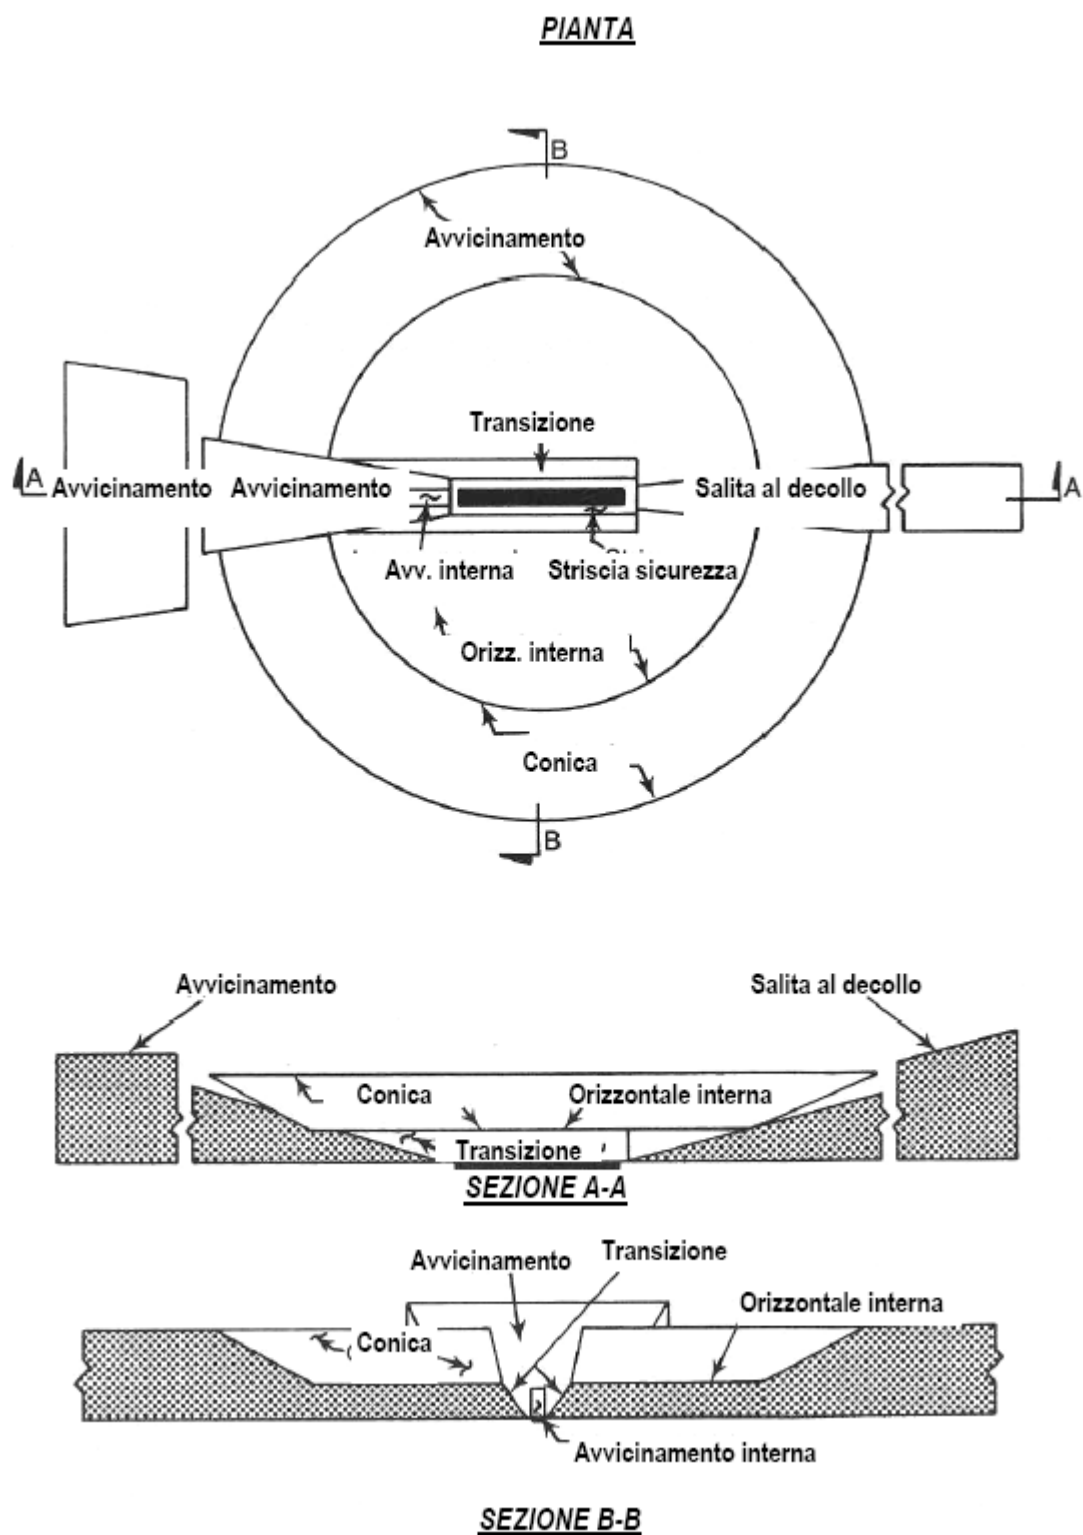 PIANTA
B
Avvicinamento
Transizione
A
Avvicinamento
Avvicinamento
Salita al decollo
A
Avv. interna
Striscia sicurezza
Orizz. interna
Conica
B
Avvicinamento
Salita al decollo
Conica
Orizzontale interna
Transizione
SEZIONE A-A
Avvicinamento
Transizione
Orizzontale interna
Conica
Avvicinamento interna
SEZIONE B-B